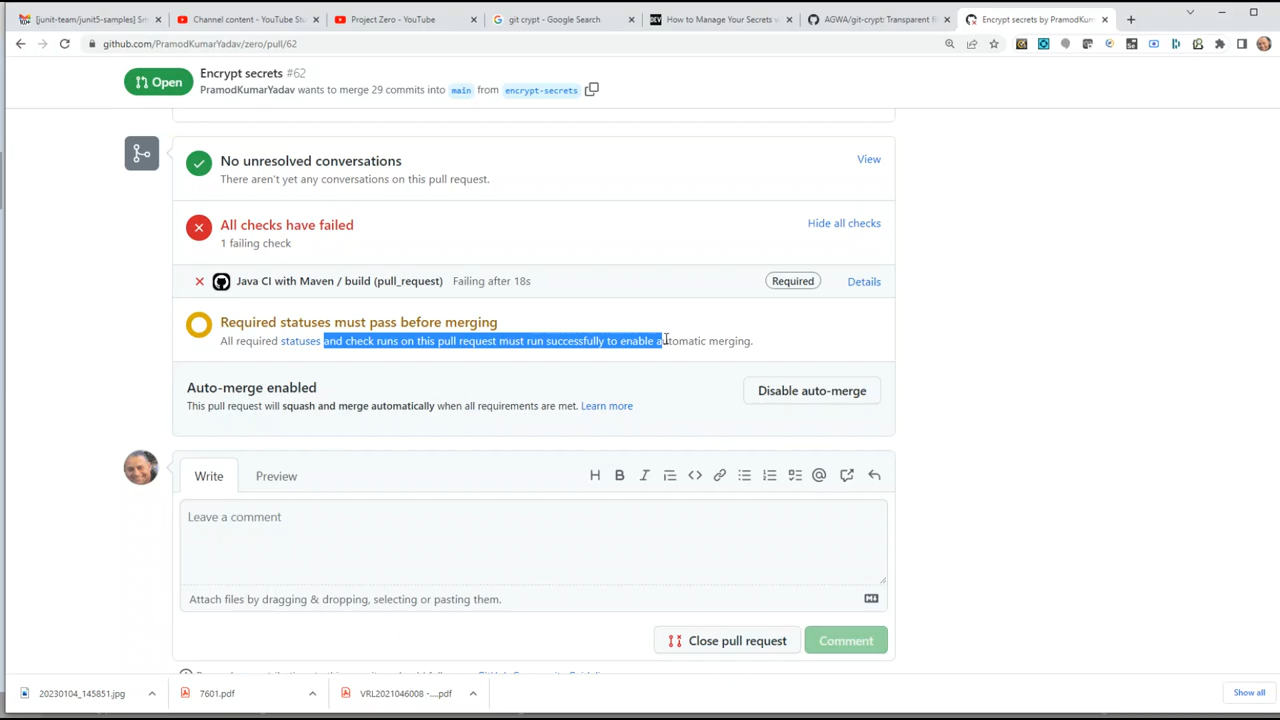 [junit-team/junit5-samples] Sm
Channel content - YouTube Stu
Project Zero - YouTube
git crypt - Google Search
How to Manage Your Secrets v
AGWA/git-crypt: Transparent fi
Encrypt secrets by PramodKum
github.com/PramodKumarYadav/zero/pull/62
Open
Encrypt secrets #62
PramodKumarYadav wants to merge 29 commits into main from encrypt-secrets
No unresolved conversations
View
There aren't yet any conversations on this pull request.
All checks have failed
Hide all checks
1 failing check
Java CI with Maven / build (pull_request) Failing after 18s
Required
Details
Required statuses must pass before merging
All required statuses and check runs on this pull request must run successfully to enable automatic merging.
Auto-merge enabled
Disable auto-merge
This pull request will squash and merge automatically when all requirements are met. Learn more
Write
Preview
Leave a comment
Attach files by dragging & dropping, selecting or pasting them.
Close pull request
Comment
20230104_145851.jpg
7601.pdf
VRL2021046008 -....pdf
Show all